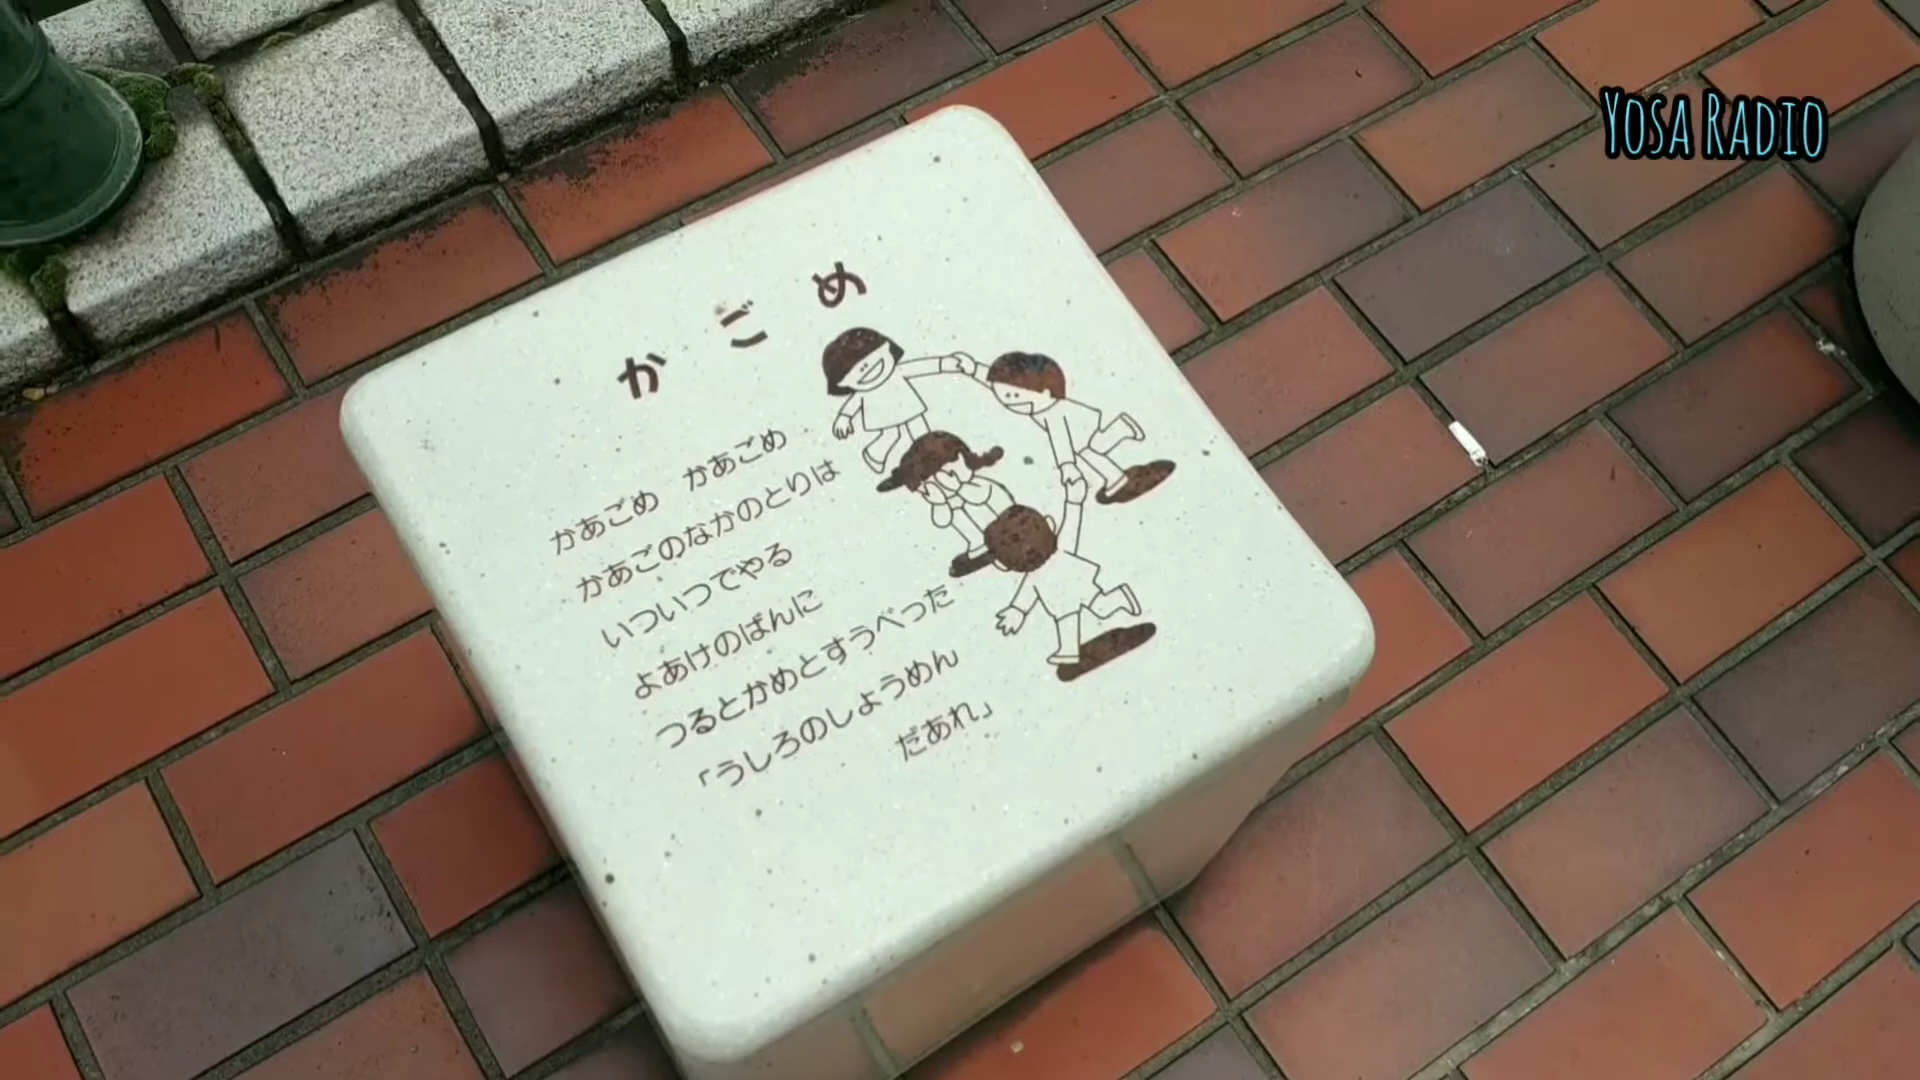 Yosa Radio
かごめ
かあごめ　かあごめ
かあごのなかのとりは
いついつでやる
よあけのばんに
つるとかめとすうべった
「うしろのしょうめん
だあれ」